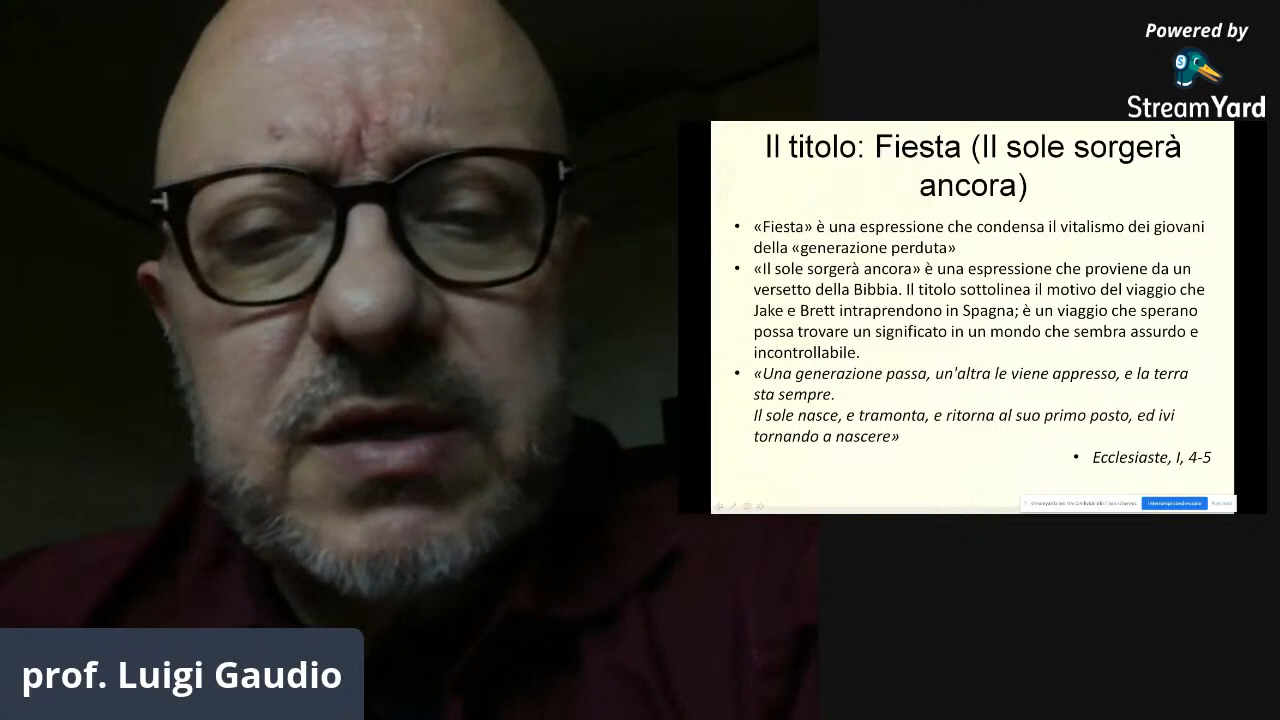 Powered by
StreamYard
Il titolo: Fiesta (Il sole sorgerà
ancora)
• «Fiesta» è una espressione che condensa il vitalismo dei giovani
della «generazione perduta»
• «Il sole sorgerà ancora» è una espressione che proviene da un
versetto della Bibbia. Il titolo sottolinea il motivo del viaggio che
Jake e Brett intraprendono in Spagna; è un viaggio che sperano
possa trovare un significato in un mondo che sembra assurdo e
incontrollabile.
• «Una generazione passa, un'altra le viene appresso, e la terra
sta sempre.
Il sole nasce, e tramonta, e ritorna al suo primo posto, ed ivi
tornando a nascere»
• Ecclesiaste, I, 4-5
Interrompi condivisione
prof. Luigi Gaudio